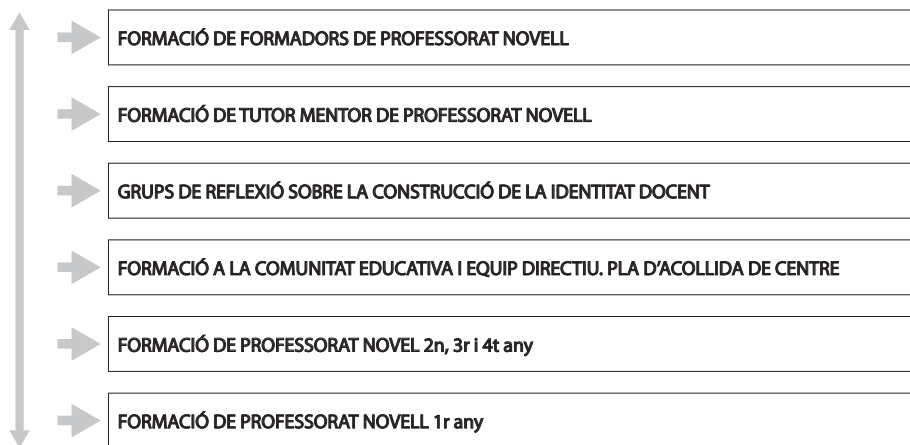 FORMACIÓ DE FORMADORS DE PROFESSORAT NOVELL
FORMACIÓ DE TUTOR MENTOR DE PROFESSORAT NOVELL
GRUPS DE REFLEXIÓ SOBRE LA CONSTRUCCIÓ DE LA IDENTITAT DOCENT
FORMACIÓ A LA COMUNITAT EDUCATIVA I EQUIP DIRECTIU. PLA D’ACOLLIDA DE CENTRE
FORMACIÓ DE PROFESSORAT NOVEL 2n, 3r i 4t any
FORMACIÓ DE PROFESSORAT NOVELL 1r any